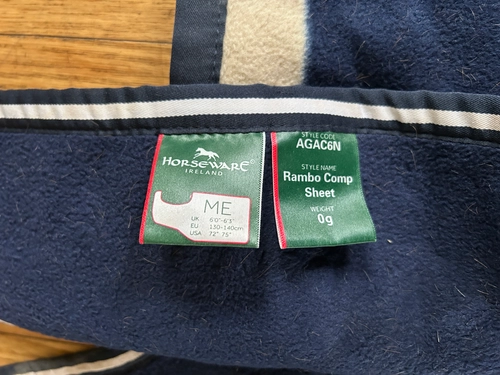 HORSEWARE
IRELAND
ME
UK 6'0"-6'3"
EU 130-140cm
USA 72" 75"
STYLE CODE
AGAC6N
STYLE NAME
Rambo Comp
Sheet
WEIGHT
0g